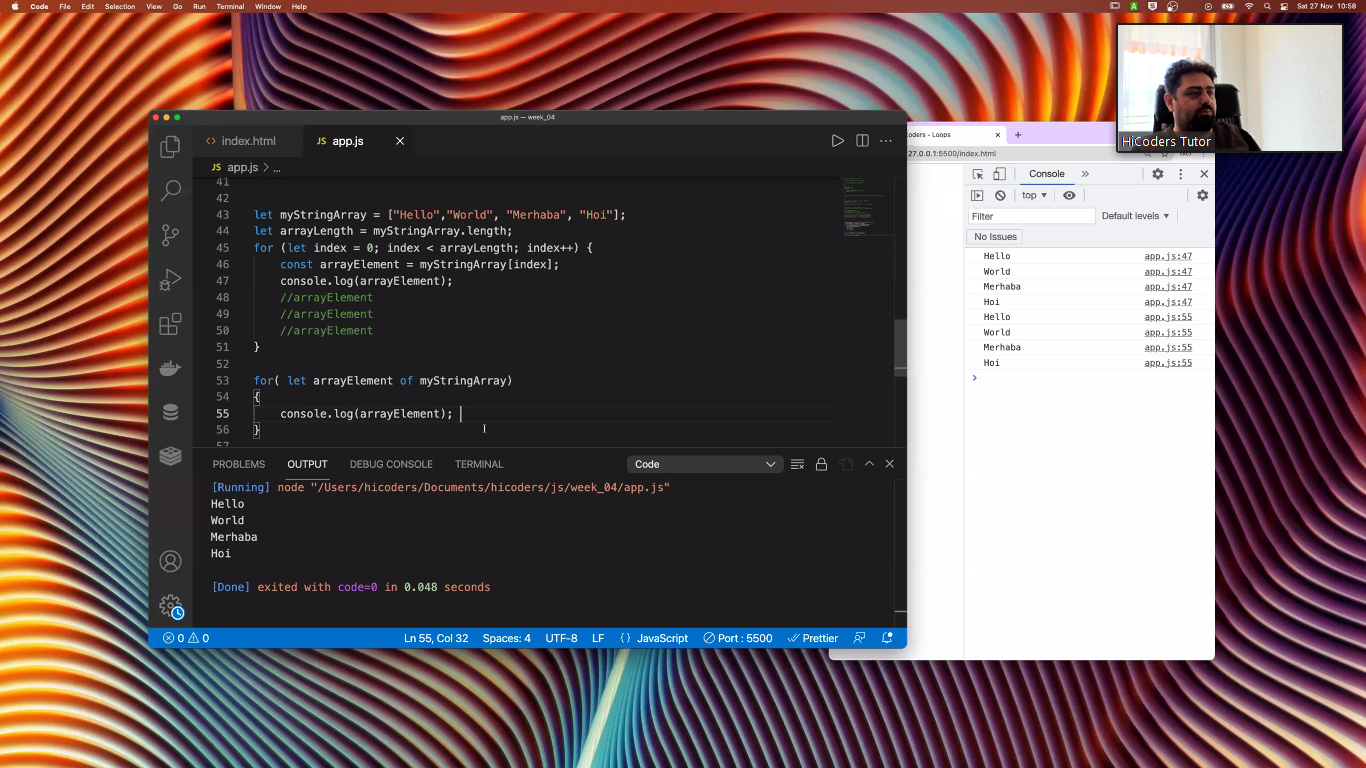 Code File Edit Selection View Go Run Terminal Window Help
Sat 27 Nov 10:58
HiCoders Tutor
app.js — week_04
index.html
JS app.js
JS app.js > ...
41
42
43 let myStringArray = ["Hello","World", "Merhaba", "Hoi"];
44 let arrayLength = myStringArray.length;
45 for (let index = 0; index < arrayLength; index++) {
46 const arrayElement = myStringArray[index];
47 console.log(arrayElement);
48 //arrayElement
49 //arrayElement
50 //arrayElement
51 }
52
53 for( let arrayElement of myStringArray)
54 {
55 console.log(arrayElement);
56 }
57
PROBLEMS OUTPUT DEBUG CONSOLE TERMINAL
Code
[Running] node "/Users/hicoders/Documents/hicoders/js/week_04/app.js"
Hello
World
Merhaba
Hoi
[Done] exited with code=0 in 0.048 seconds
0 0
Ln 55, Col 32 Spaces: 4 UTF-8 LF {} JavaScript Port : 5500 Prettier
oders - Loops
27.0.0.1:5500/index.html
Console
top
Filter
Default levels
No Issues
Hello app.js:47
World app.js:47
Merhaba app.js:47
Hoi app.js:47
Hello app.js:55
World app.js:55
Merhaba app.js:55
Hoi app.js:55